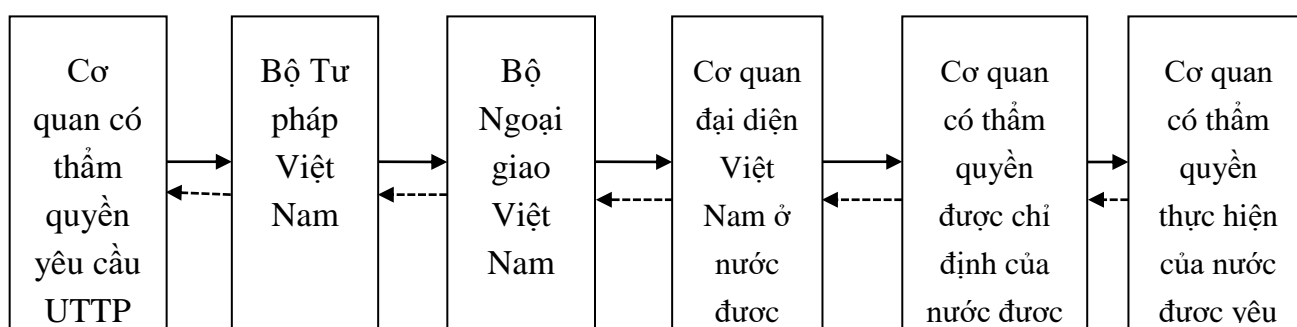 Cơ
quan có
thẩm
quyền
yêu cầu
UTTP
Bộ Tư
pháp
Việt
Nam
Bộ
Ngoại
giao
Việt
Nam
Cơ quan
đại diện
Việt
Nam ở
nước
được
Cơ quan
có thẩm
quyền
được chỉ
định của
nước được
Cơ quan
có thẩm
quyền
thực hiện
của nước
được yêu